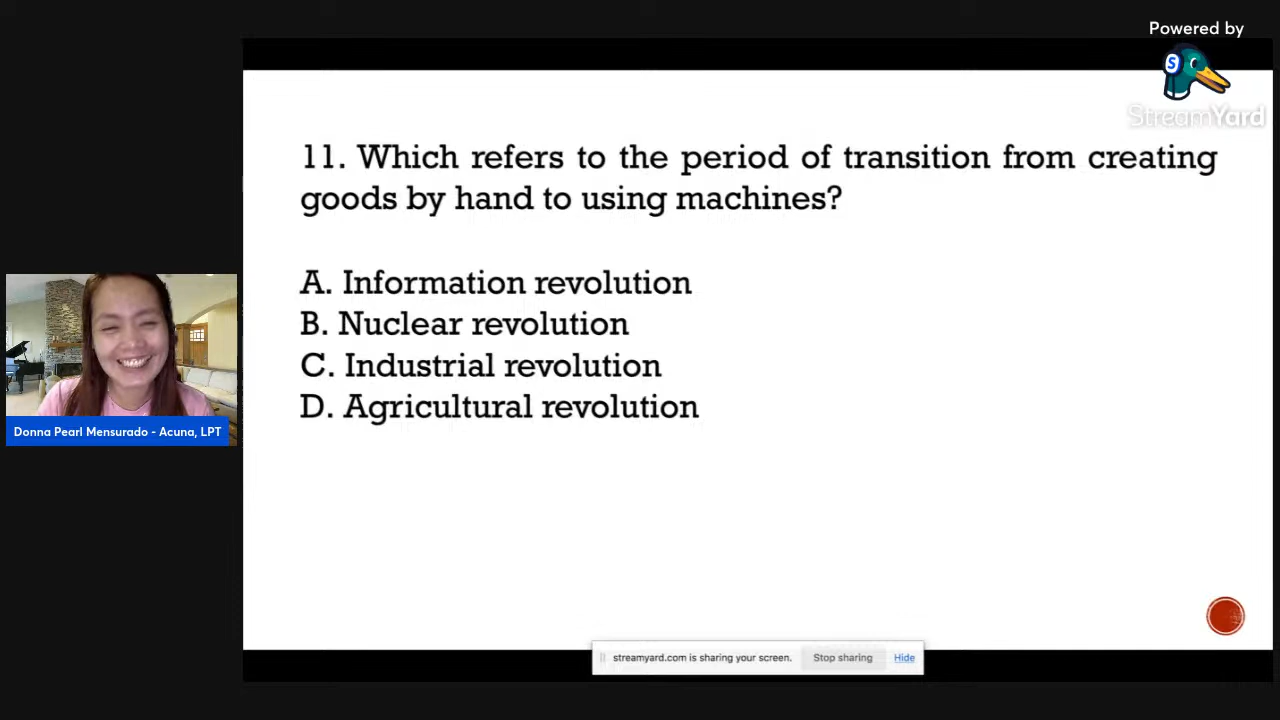 Powered by
StreamYard
11. Which refers to the period of transition from creating
goods by hand to using machines?
A. Information revolution
B. Nuclear revolution
C. Industrial revolution
D. Agricultural revolution
Donna Pearl Mensurado - Acuna, LPT
streamyard.com is sharing your screen. Stop sharing Hide